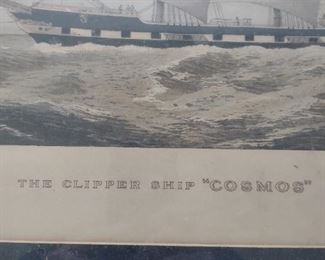 THE CLIPPER SHIP "COSMOS"